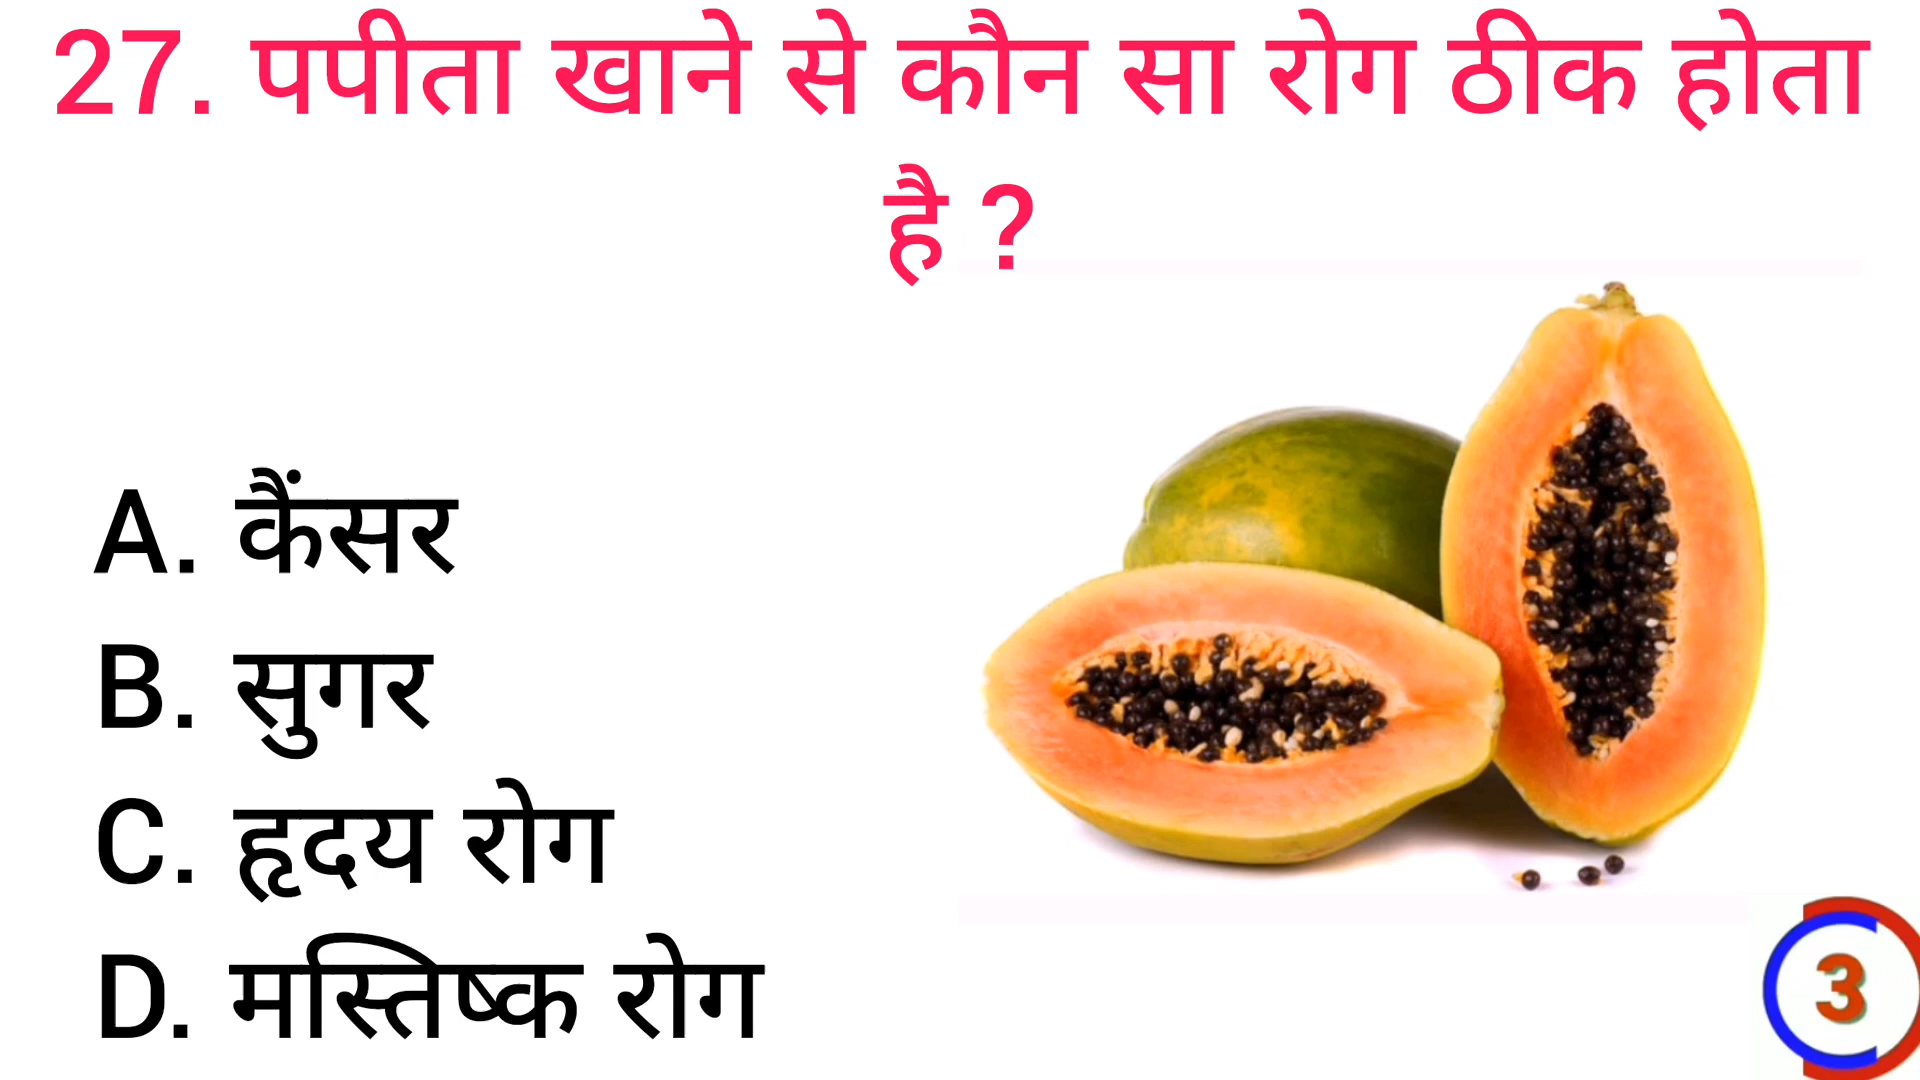 27. पपीता खाने से कौन सा रोग ठीक होता
है ?
A. कैंसर
B. सुगर
C. हृदय रोग
D. मस्तिष्क रोग
3